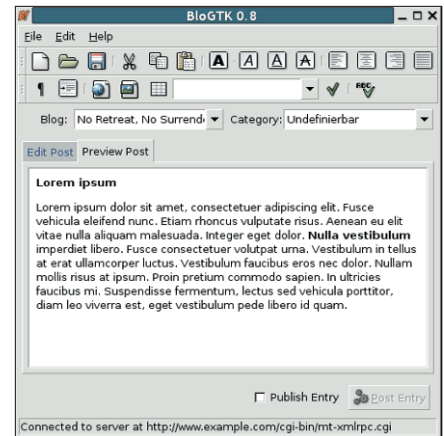 BloGTK 0.8
File Edit Help
A A A A
¶
ABC
Blog: No Retreat, No Surrend Category: Undefinierbar
Edit Post Preview Post
Lorem ipsum
Lorem ipsum dolor sit amet, consectetuer adipiscing elit. Fusce
vehicula eleifend nunc. Etiam rhoncus vulputate risus. Aenean eu elit
vitae nulla aliquam malesuada. Integer eget dolor. Nulla vestibulum
imperdiet libero. Fusce consectetuer volutpat urna. Vestibulum in tellus
at erat ullamcorper luctus. Vestibulum faucibus eros nec dolor. Nullam
mollis risus at ipsum. Proin pretium commodo sapien. In ultricies
faucibus mi. Suspendisse fermentum, lectus sed vehicula porttitor,
diam leo viverra est, eget vestibulum pede libero id quam.
Publish Entry Post Entry
Connected to server at http://www.example.com/cgi-bin/mt-xmlrpc.cgi